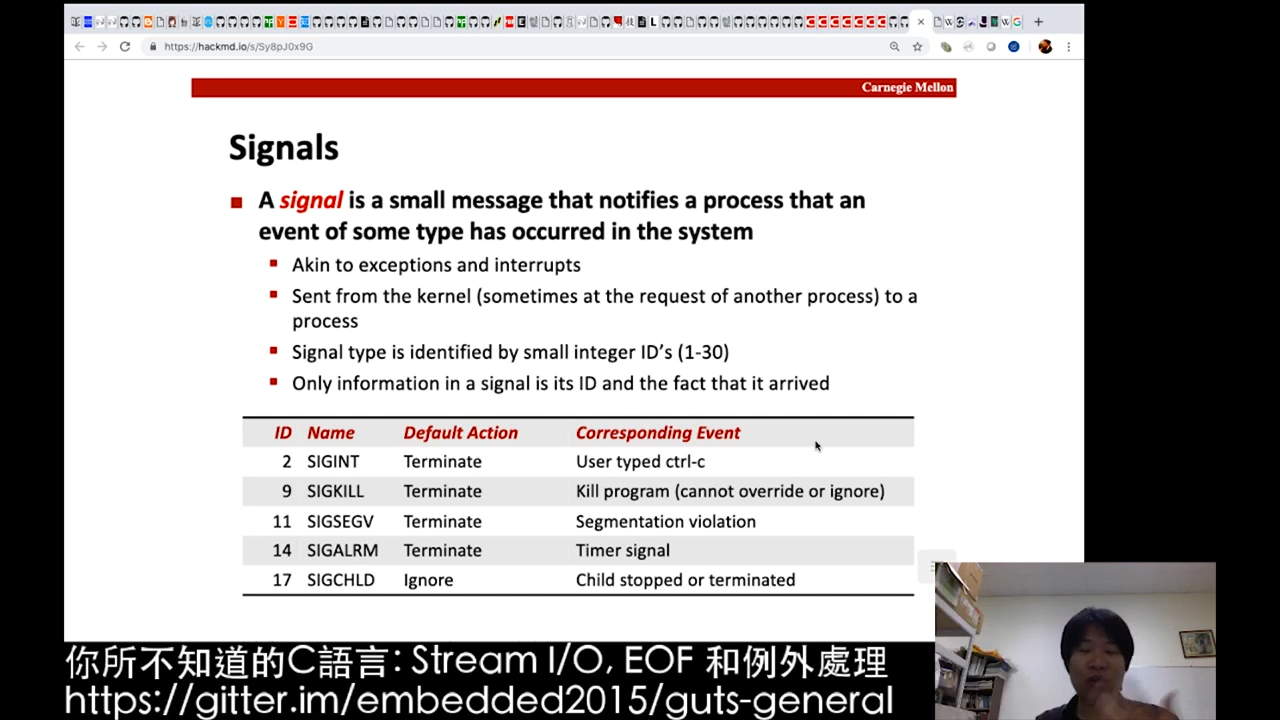 https://hackmd.io/s/Sy8pJ0x9G
Carnegie Mellon
Signals
A signal is a small message that notifies a process that an
event of some type has occurred in the system
Akin to exceptions and interrupts
Sent from the kernel (sometimes at the request of another process) to a
process
Signal type is identified by small integer ID’s (1-30)
Only information in a signal is its ID and the fact that it arrived
ID Name Default Action Corresponding Event
2 SIGINT Terminate User typed ctrl-c
9 SIGKILL Terminate Kill program (cannot override or ignore)
11 SIGSEGV Terminate Segmentation violation
14 SIGALRM Terminate Timer signal
17 SIGCHLD Ignore Child stopped or terminated
你所不知道的C語言: Stream I/O, EOF 和例外處理
https://gitter.im/embedded2015/guts-general